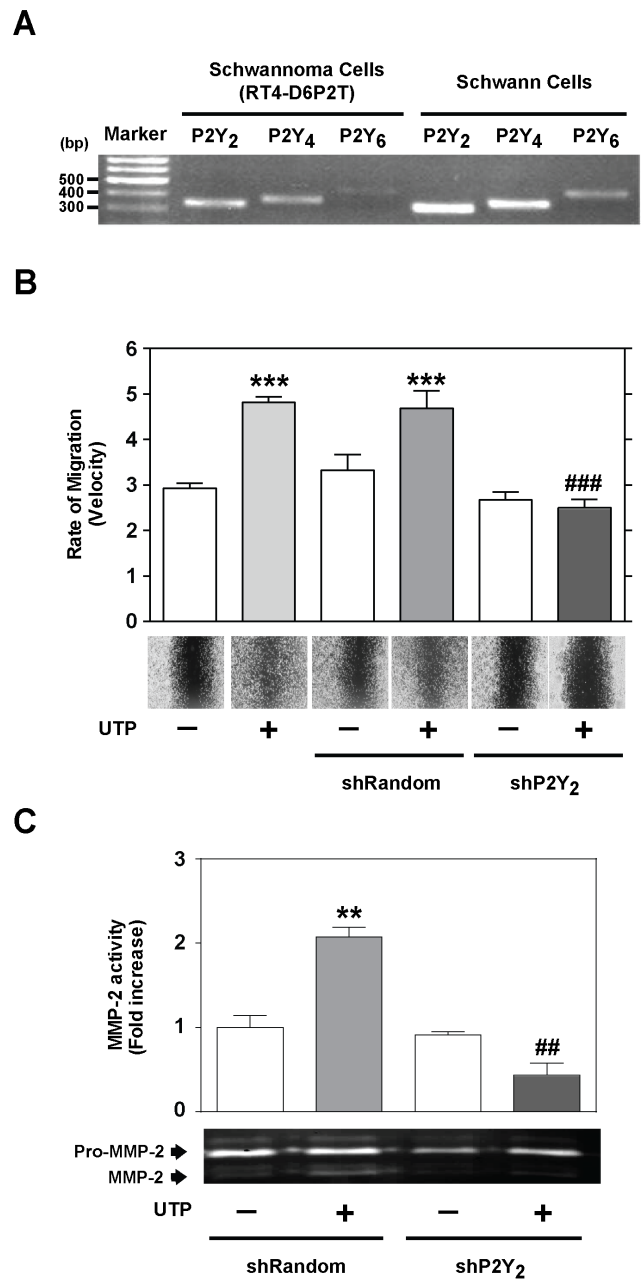 A
Schwannoma Cells
(RT4-D6P2T)
Schwann Cells
(bp)
Marker
P2Y2
P2Y4
P2Y6
P2Y2
P2Y4
P2Y6
500
400
300
B
6
5
4
3
2
1
0
Rate of Migration
(Velocity)
***
***
###
UTP
− + − + − +
shRandom
shP2Y2
C
3
2
1
0
MMP-2 activity
(Fold increase)
**
##
Pro-MMP-2
MMP-2
UTP
− + − +
shRandom
shP2Y2